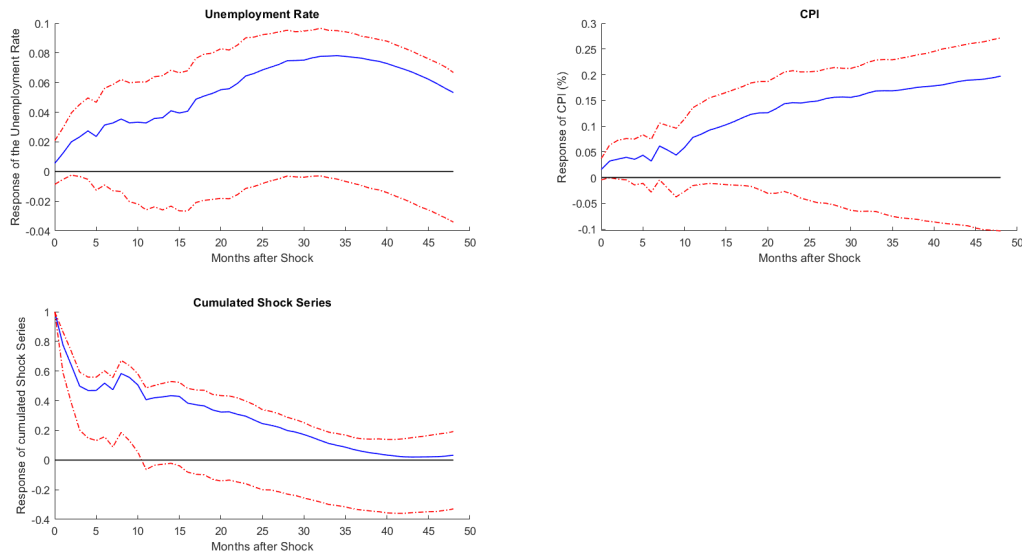 Unemployment Rate
Response of the Unemployment Rate
0.1
0.08
0.06
0.04
0.02
0
-0.02
-0.04
0 5 10 15 20 25 30 35 40 45 50
Months after Shock
CPI
Response of CPI (%)
0.3
0.25
0.2
0.15
0.1
0.05
0
-0.05
-0.1
0 5 10 15 20 25 30 35 40 45 50
Months after Shock
Cumulated Shock Series
Response of cumulated Shock Series
1
0.8
0.6
0.4
0.2
0
-0.2
-0.4
0 5 10 15 20 25 30 35 40 45 50
Months after Shock